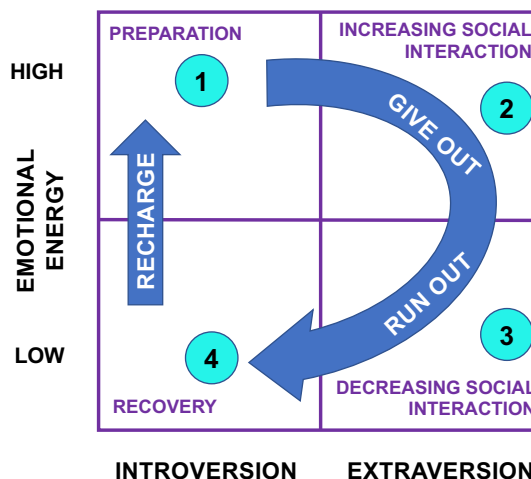 PREPARATION
INCREASING SOCIAL
INTERACTION
HIGH
1
2
GIVE OUT
EMOTIONAL
ENERGY
RECHARGE
RUN OUT
3
LOW
4
RECOVERY
DECREASING SOCIAL
INTERACTION
INTROVERSION
EXTRAVERSION